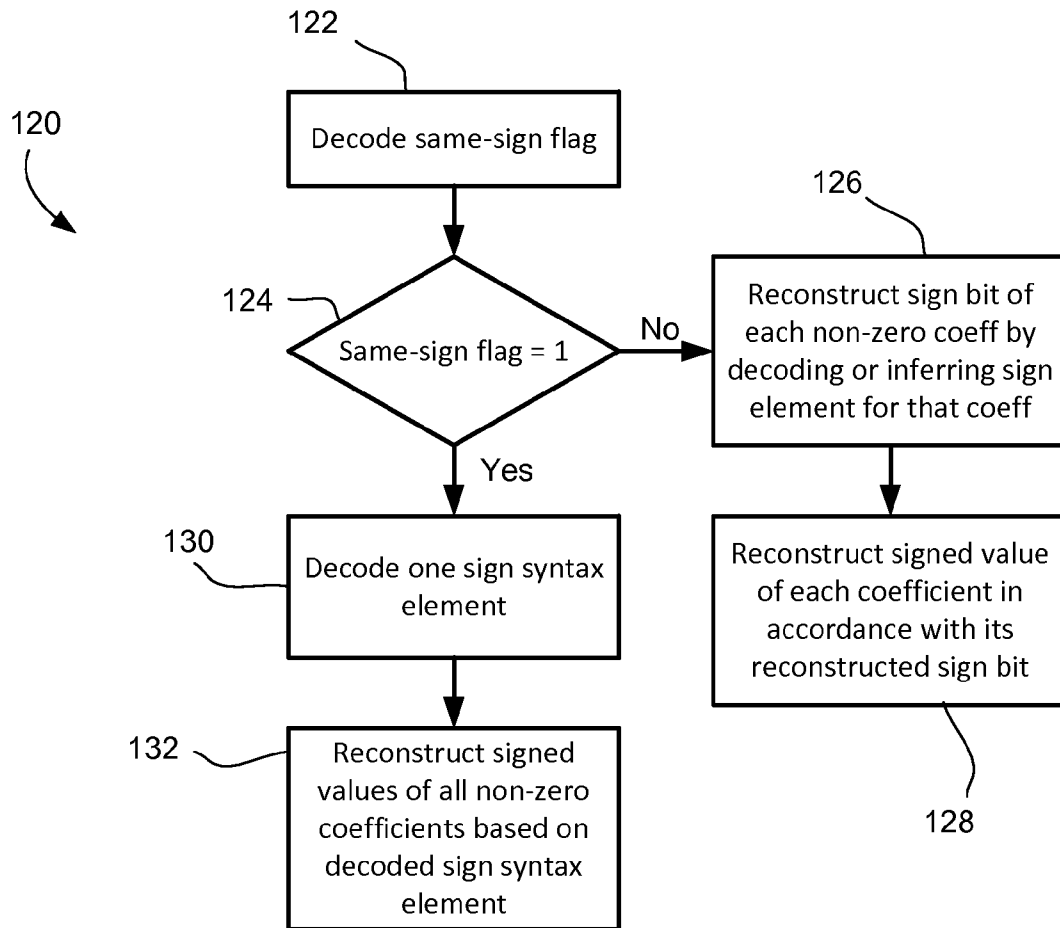 122
120
Decode same-sign flag
126
124
Same-sign flag = 1
No
Reconstruct sign bit of
each non-zero coeff by
decoding or inferring sign
element for that coeff
Yes
130
Decode one sign syntax
element
Reconstruct signed value
of each coefficient in
accordance with its
reconstructed sign bit
132
Reconstruct signed
values of all non-zero
coefficients based on
decoded sign syntax
element
128